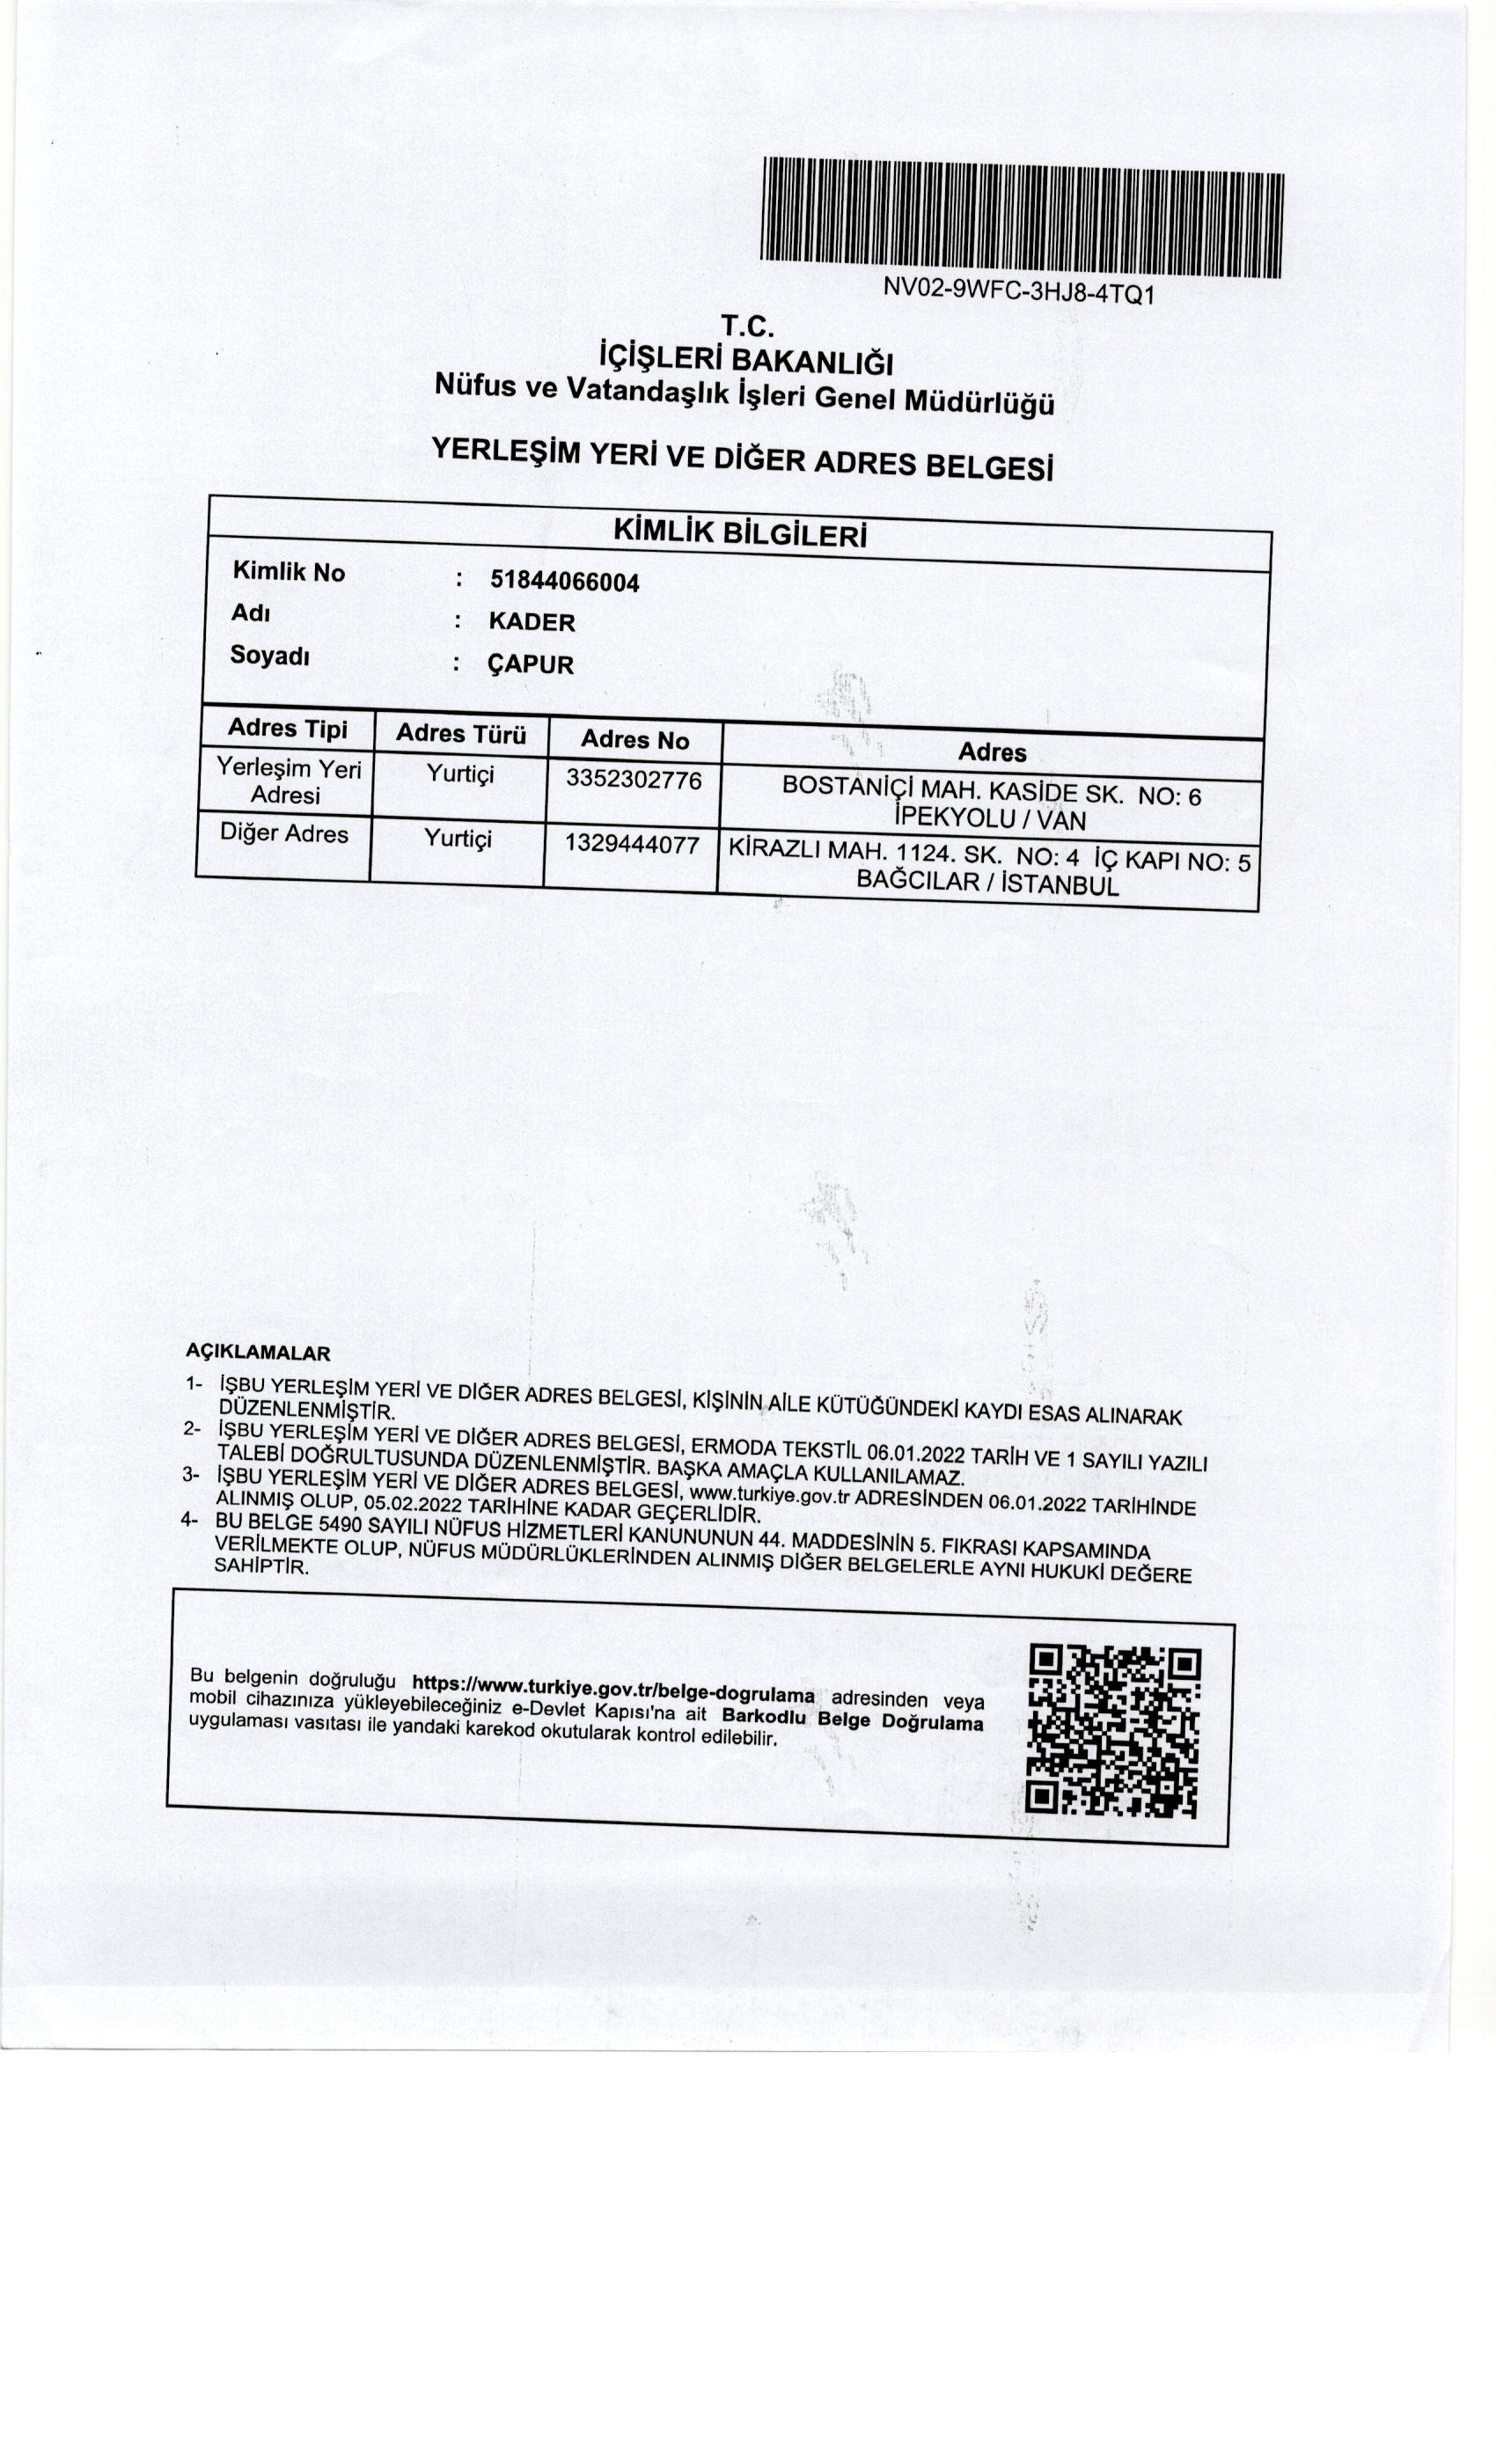 NV02-9WFC-3HJ8-4TQ1
T.C.
İÇİŞLERİ BAKANLIĞI
Nüfus ve Vatandaşlık İşleri Genel Müdürlüğü
YERLEŞİM YERİ VE DİĞER ADRES BELGESİ
KİMLİK BİLGİLERİ
Kimlik No : 51844066004
Adı : KADER
Soyadı : ÇAPUR
Adres Tipi Adres Türü Adres No Adres
Yerleşim Yeri Adresi Yurtiçi 3352302776 BOSTANİÇİ MAH. KASİDE SK. NO: 6
İPEKYOLU / VAN
Diğer Adres Yurtiçi 1329444077 KİRAZLI MAH. 1124. SK. NO: 4 İÇ KAPI NO: 5
BAĞCILAR / İSTANBUL
AÇIKLAMALAR
1- İŞBU YERLEŞİM YERİ VE DİĞER ADRES BELGESİ, KİŞİNİN AİLE KÜTÜĞÜNDEKİ KAYDI ESAS ALINARAK
DÜZENLENMİŞTİR.
2- İŞBU YERLEŞİM YERİ VE DİĞER ADRES BELGESİ, ERMODA TEKSTİL 06.01.2022 TARİH VE 1 SAYILI YAZILI
TALEBİ DOĞRULTUSUNDA DÜZENLENMİŞTİR. BAŞKA AMAÇLA KULLANILAMAZ.
3- İŞBU YERLEŞİM YERİ VE DİĞER ADRES BELGESİ, www.turkiye.gov.tr ADRESİNDEN 06.01.2022 TARİHİNDE
ALINMIŞ OLUP, 05.02.2022 TARİHİNE KADAR GEÇERLİDİR.
4- BU BELGE 5490 SAYILI NÜFUS HİZMETLERİ KANUNUNUN 44. MADDESİNİN 5. FIKRASI KAPSAMINDA
VERİLMEKTE OLUP, NÜFUS MÜDÜRLÜKLERİNDEN ALINMIŞ DİĞER BELGELERLE AYNI HUKUKİ DEĞERE
SAHİPTİR.
Bu belgenin doğruluğu https://www.turkiye.gov.tr/belge-dogrulama adresinden veya
mobil cihazınıza yükleyebileceğiniz e-Devlet Kapısı'na ait Barkodlu Belge Doğrulama
uygulaması vasıtası ile yandaki karekod okutularak kontrol edilebilir.